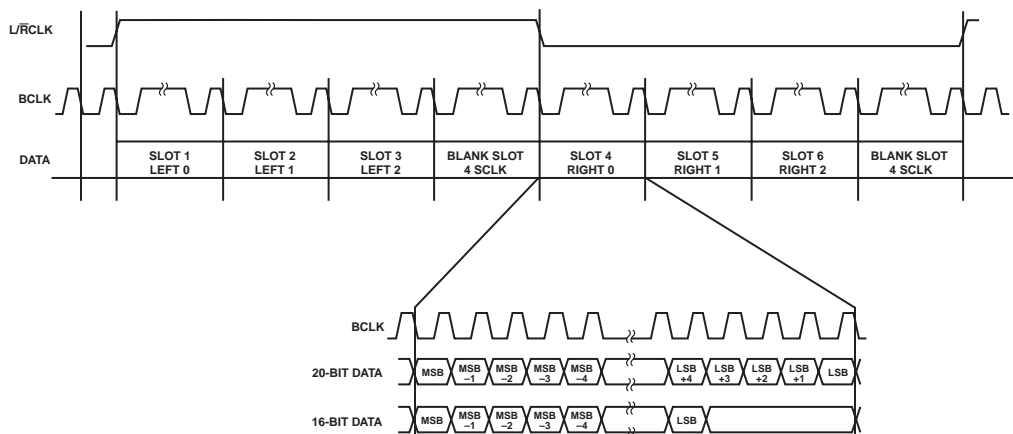 L/R̅CLK
BCLK
DATA
SLOT 1 SLOT 2 SLOT 3 BLANK SLOT SLOT 4 SLOT 5 SLOT 6 BLANK SLOT
LEFT 0 LEFT 1 LEFT 2 4 SCLK RIGHT 0 RIGHT 1 RIGHT 2 4 SCLK
BCLK
20-BIT DATA MSB MSB –1 MSB –2 MSB –3 MSB –4 LSB +4 LSB +3 LSB +2 LSB +1 LSB
16-BIT DATA MSB MSB –1 MSB –2 MSB –3 MSB –4 LSB